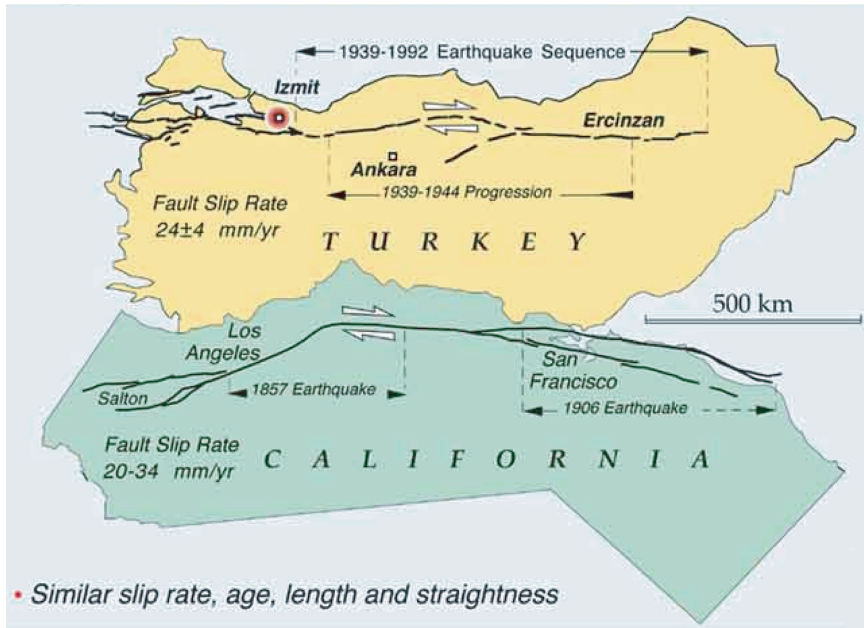 1939-1992 Earthquake Sequence
Izmit
Ercinzan
Ankara
1939-1944 Progression
Fault Slip Rate
24±4 mm/yr
T U R K E Y
500 km
Los
Angeles
San
Francisco
Salton
1857 Earthquake
1906 Earthquake
Fault Slip Rate
20-34 mm/yr
C A L I F O R N I A
• Similar slip rate, age, length and straightness